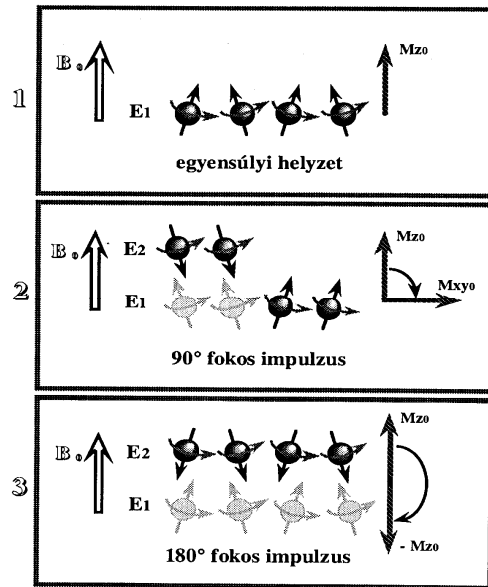 1
B₀
Mz₀
E₁
egyensúlyi helyzet
2
B₀
E₂
Mz₀
E₁
Mxy₀
90° fokos impulzus
3
B₀
E₂
Mz₀
E₁
- Mz₀
180° fokos impulzus